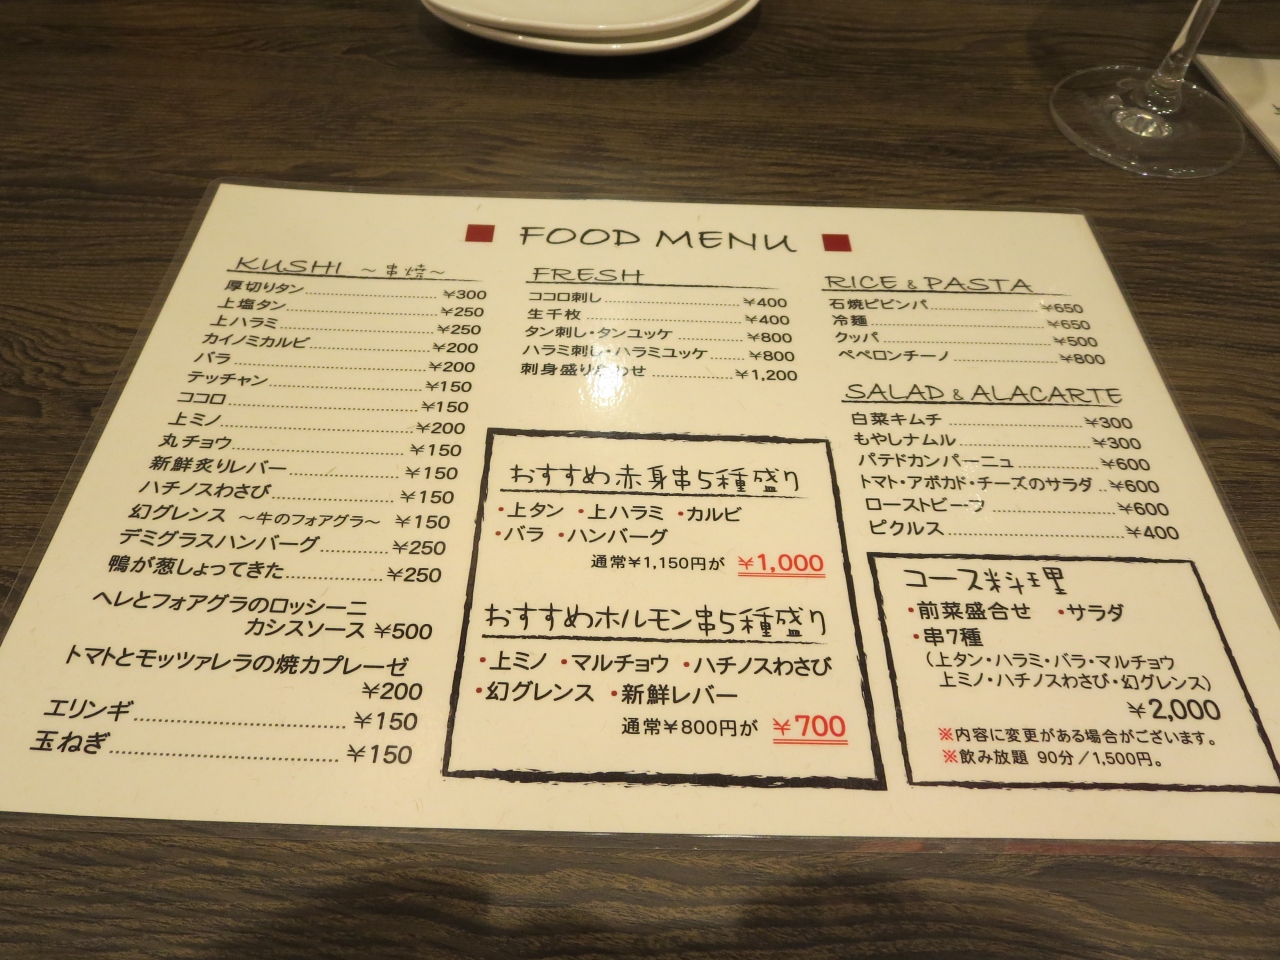 FOOD MENU
KUSHI ～串焼～
厚切りタン ¥300
上塩タン ¥250
上ハラミ ¥250
カイノミカルビ ¥200
バラ ¥200
テッチャン ¥150
ココロ ¥150
上ミノ ¥200
丸チョウ ¥150
新鮮炙りレバー ¥150
ハチノスわさび ¥150
幻グレンス ～牛のフォアグラ～ ¥150
デミグラスハンバーグ ¥250
鴨が葱しょってきた ¥250
ヘレとフォアグラのロッシーニ
カシスソース ¥500
トマトとモッツァレラの焼カプレーゼ
¥200
エリンギ ¥150
玉ねぎ ¥150
FRESH
ココロ刺し ¥400
生千枚 ¥400
タン刺し・タンユッケ ¥800
ハラミ刺し・ハラミユッケ ¥800
刺身盛り合わせ ¥1,200
おすすめ赤身串5種盛り
・上タン ・上ハラミ ・カルビ
・バラ ・ハンバーグ
通常¥1,150円が ¥1,000
おすすめホルモン串5種盛り
・上ミノ ・マルチョウ ・ハチノスわさび
・幻グレンス ・新鮮レバー
通常¥800円が ¥700
RICE & PASTA
石焼ビビンパ ¥650
冷麺 ¥650
クッパ ¥500
ペペロンチーノ ¥800
SALAD & ALACARTE
白菜キムチ ¥300
もやしナムル ¥300
パテドカンパーニュ ¥600
トマト・アボカド・チーズのサラダ ¥600
ローストビーフ ¥600
ピクルス ¥400
コース料理
・前菜盛合せ ・サラダ
・串7種
（上タン・ハラミ・バラ・マルチョウ
上ミノ・ハチノスわさび・幻グレンス）
¥2,000
※内容に変更がある場合がございます。
※飲み放題 90分／1,500円。